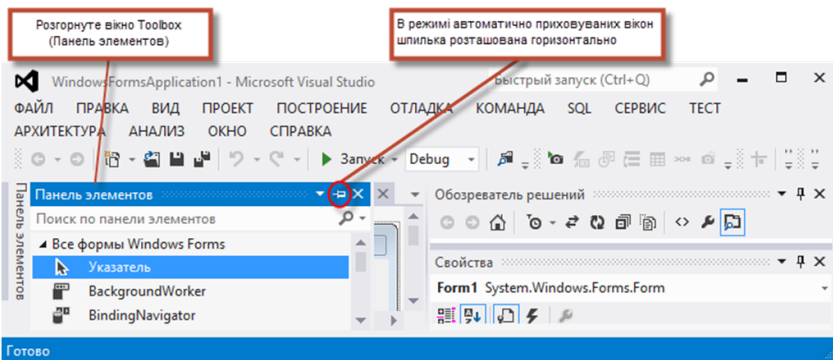 Розгорнуте вікно Toolbox
(Панель элементов)
В режимі автоматично приховуваних вікон
шпилька розташована горизонтально
WindowsFormsApplication1 - Microsoft Visual Studio
Быстрый запуск (Ctrl+Q)
ФАЙЛ ПРАВКА ВИД ПРОЕКТ ПОСТРОЕНИЕ ОТЛАДКА КОМАНДА SQL СЕРВИС ТЕСТ
АРХИТЕКТУРА АНАЛИЗ ОКНО СПРАВКА
Запуск Debug
Панель элементов
Панель элементов
Поиск по панели элементов
Все формы Windows Forms
Указатель
BackgroundWorker
BindingNavigator
Обозреватель решений
Свойства
Form1 System.Windows.Forms.Form
Готово